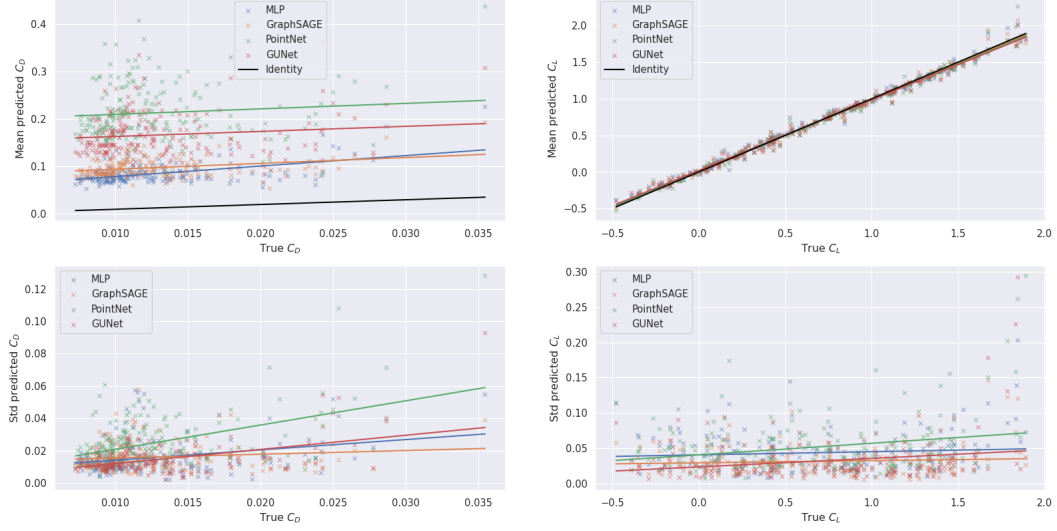 MLP
GraphSAGE
PointNet
GUNet
Identity
0.4
0.3
0.2
0.1
0.0
Mean predicted C_D
0.010 0.015 0.020 0.025 0.030 0.035
True C_D
MLP
GraphSAGE
PointNet
GUNet
Identity
2.0
1.5
1.0
0.5
0.0
−0.5
Mean predicted C_L
−0.5 0.0 0.5 1.0 1.5 2.0
True C_L
MLP
GraphSAGE
PointNet
GUNet
0.12
0.10
0.08
0.06
0.04
0.02
0.00
Std predicted C_D
0.010 0.015 0.020 0.025 0.030 0.035
True C_D
MLP
GraphSAGE
PointNet
GUNet
0.30
0.25
0.20
0.15
0.10
0.05
0.00
Std predicted C_L
−0.5 0.0 0.5 1.0 1.5 2.0
True C_L